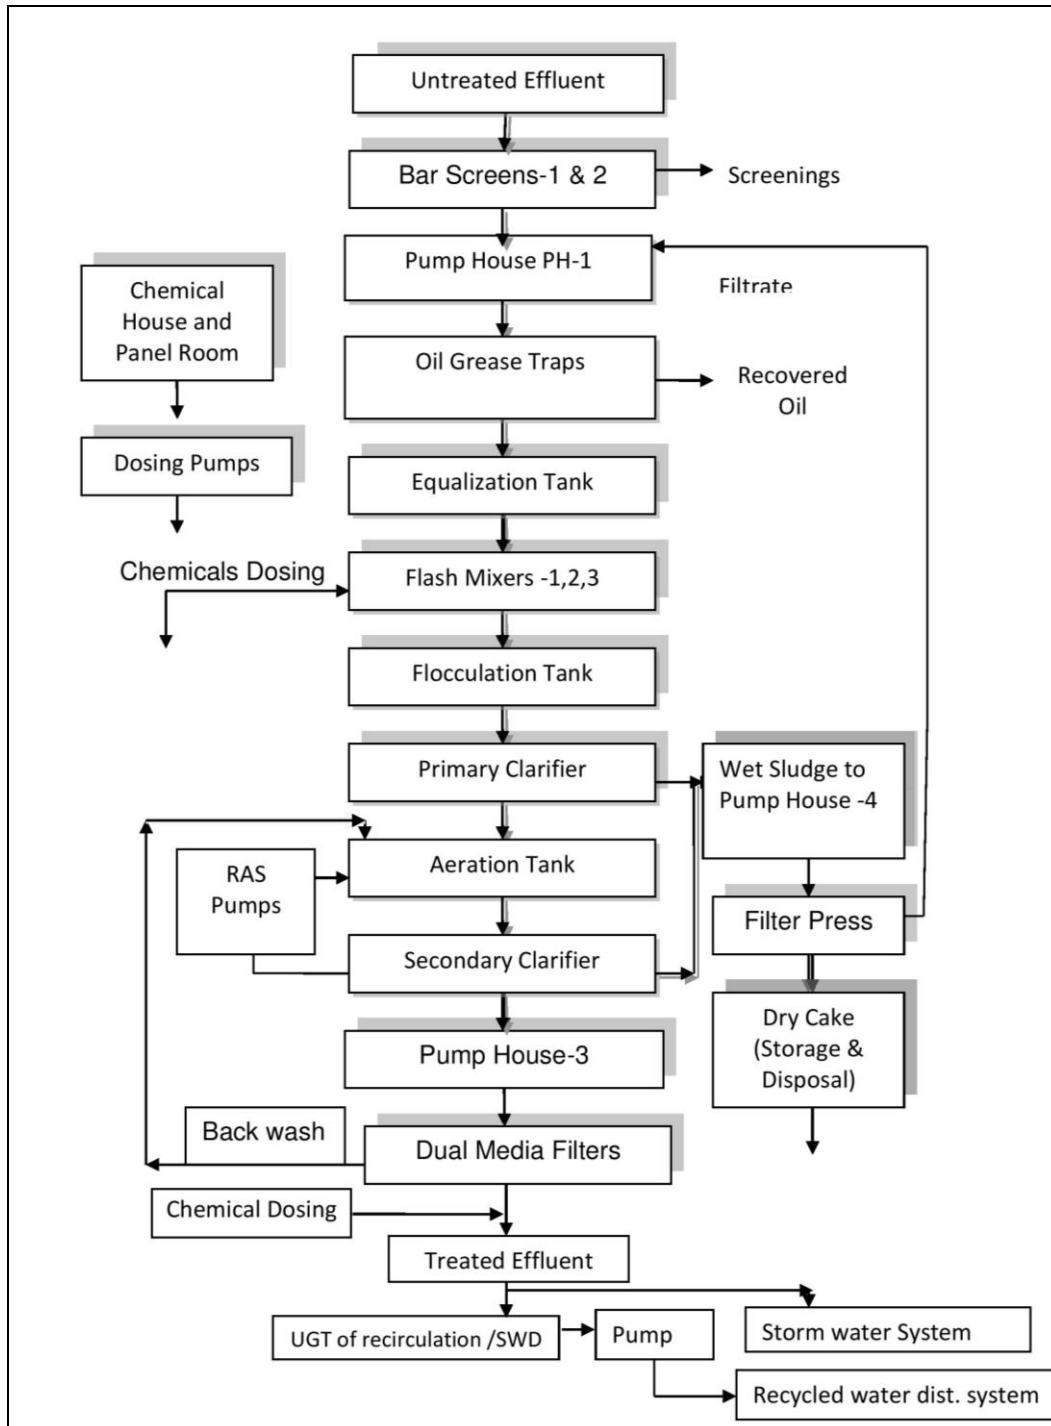 Untreated Effluent
Bar Screens-1 & 2
Screenings
Pump House PH-1
Filtrate
Chemical
House and
Panel Room
Oil Grease Traps
Recovered
Oil
Dosing Pumps
Equalization Tank
Chemicals Dosing
Flash Mixers -1,2,3
Flocculation Tank
Primary Clarifier
Wet Sludge to
Pump House -4
RAS
Pumps
Aeration Tank
Filter Press
Secondary Clarifier
Dry Cake
(Storage &
Disposal)
Pump House-3
Back wash
Dual Media Filters
Chemical Dosing
Treated Effluent
UGT of recirculation /SWD
Pump
Storm water System
Recycled water dist. system